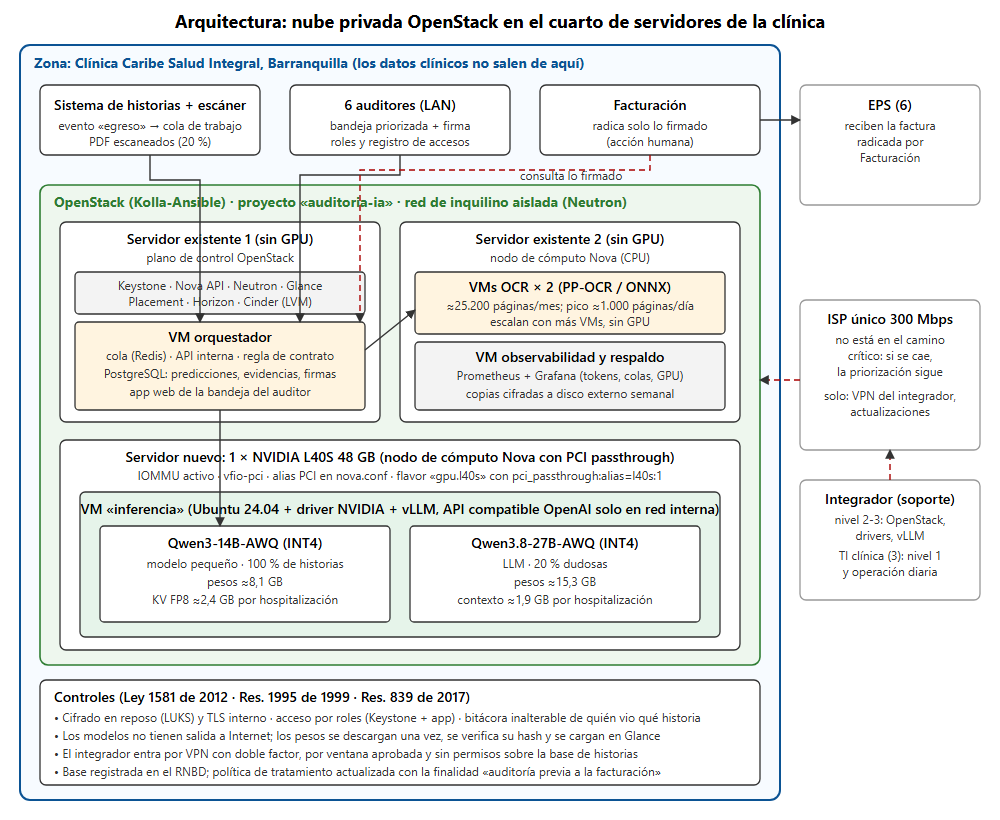 Arquitectura: nube privada OpenStack en el cuarto de servidores de la clínica
Zona: Clínica Caribe Salud Integral, Barranquilla (los datos clínicos no salen de aquí)
Sistema de historias + escáner
evento «egreso» → cola de trabajo
PDF escaneados (20 %)
6 auditores (LAN)
bandeja priorizada + firma
roles y registro de accesos
Facturación
radica solo lo firmado
(acción humana)
EPS (6)
reciben la factura
radicada por
Facturación
consulta lo firmado
OpenStack (Kolla-Ansible) · proyecto «auditoria-ia» · red de inquilino aislada (Neutron)
Servidor existente 1 (sin GPU)
plano de control OpenStack
Keystone · Nova API · Neutron · Glance
Placement · Horizon · Cinder (LVM)
VM orquestador
cola (Redis) · API interna · regla de contrato
PostgreSQL: predicciones, evidencias, firmas
app web de la bandeja del auditor
Servidor existente 2 (sin GPU)
nodo de cómputo Nova (CPU)
VMs OCR × 2 (PP-OCR / ONNX)
≈25.200 páginas/mes; pico ≈1.000 páginas/día
escalan con más VMs, sin GPU
VM observabilidad y respaldo
Prometheus + Grafana (tokens, colas, GPU)
copias cifradas a disco externo semanal
ISP único 300 Mbps
no está en el camino
crítico: si se cae,
la priorización sigue
solo: VPN del integrador,
actualizaciones
Servidor nuevo: 1 × NVIDIA L40S 48 GB (nodo de cómputo Nova con PCI passthrough)
IOMMU activo · vfio-pci · alias PCI en nova.conf · flavor «gpu.l40s» con pci_passthrough:alias=l40s:1
VM «inferencia» (Ubuntu 24.04 + driver NVIDIA + vLLM, API compatible OpenAI solo en red interna)
Qwen3-14B-AWQ (INT4)
modelo pequeño · 100 % de historias
pesos ≈8,1 GB
KV FP8 ≈2,4 GB por hospitalización
Qwen3.8-27B-AWQ (INT4)
LLM · 20 % dudosas
pesos ≈15,3 GB
contexto ≈1,9 GB por hospitalización
Integrador (soporte)
nivel 2-3: OpenStack,
drivers, vLLM
TI clínica (3): nivel 1
y operación diaria
Controles (Ley 1581 de 2012 · Res. 1995 de 1999 · Res. 839 de 2017)
• Cifrado en reposo (LUKS) y TLS interno · acceso por roles (Keystone + app) · bitácora inalterable de quién vio qué historia
• Los modelos no tienen salida a Internet; los pesos se descargan una vez, se verifica su hash y se cargan en Glance
• El integrador entra por VPN con doble factor, por ventana aprobada y sin permisos sobre la base de historias
• Base registrada en el RNBD; política de tratamiento actualizada con la finalidad «auditoría previa a la facturación»